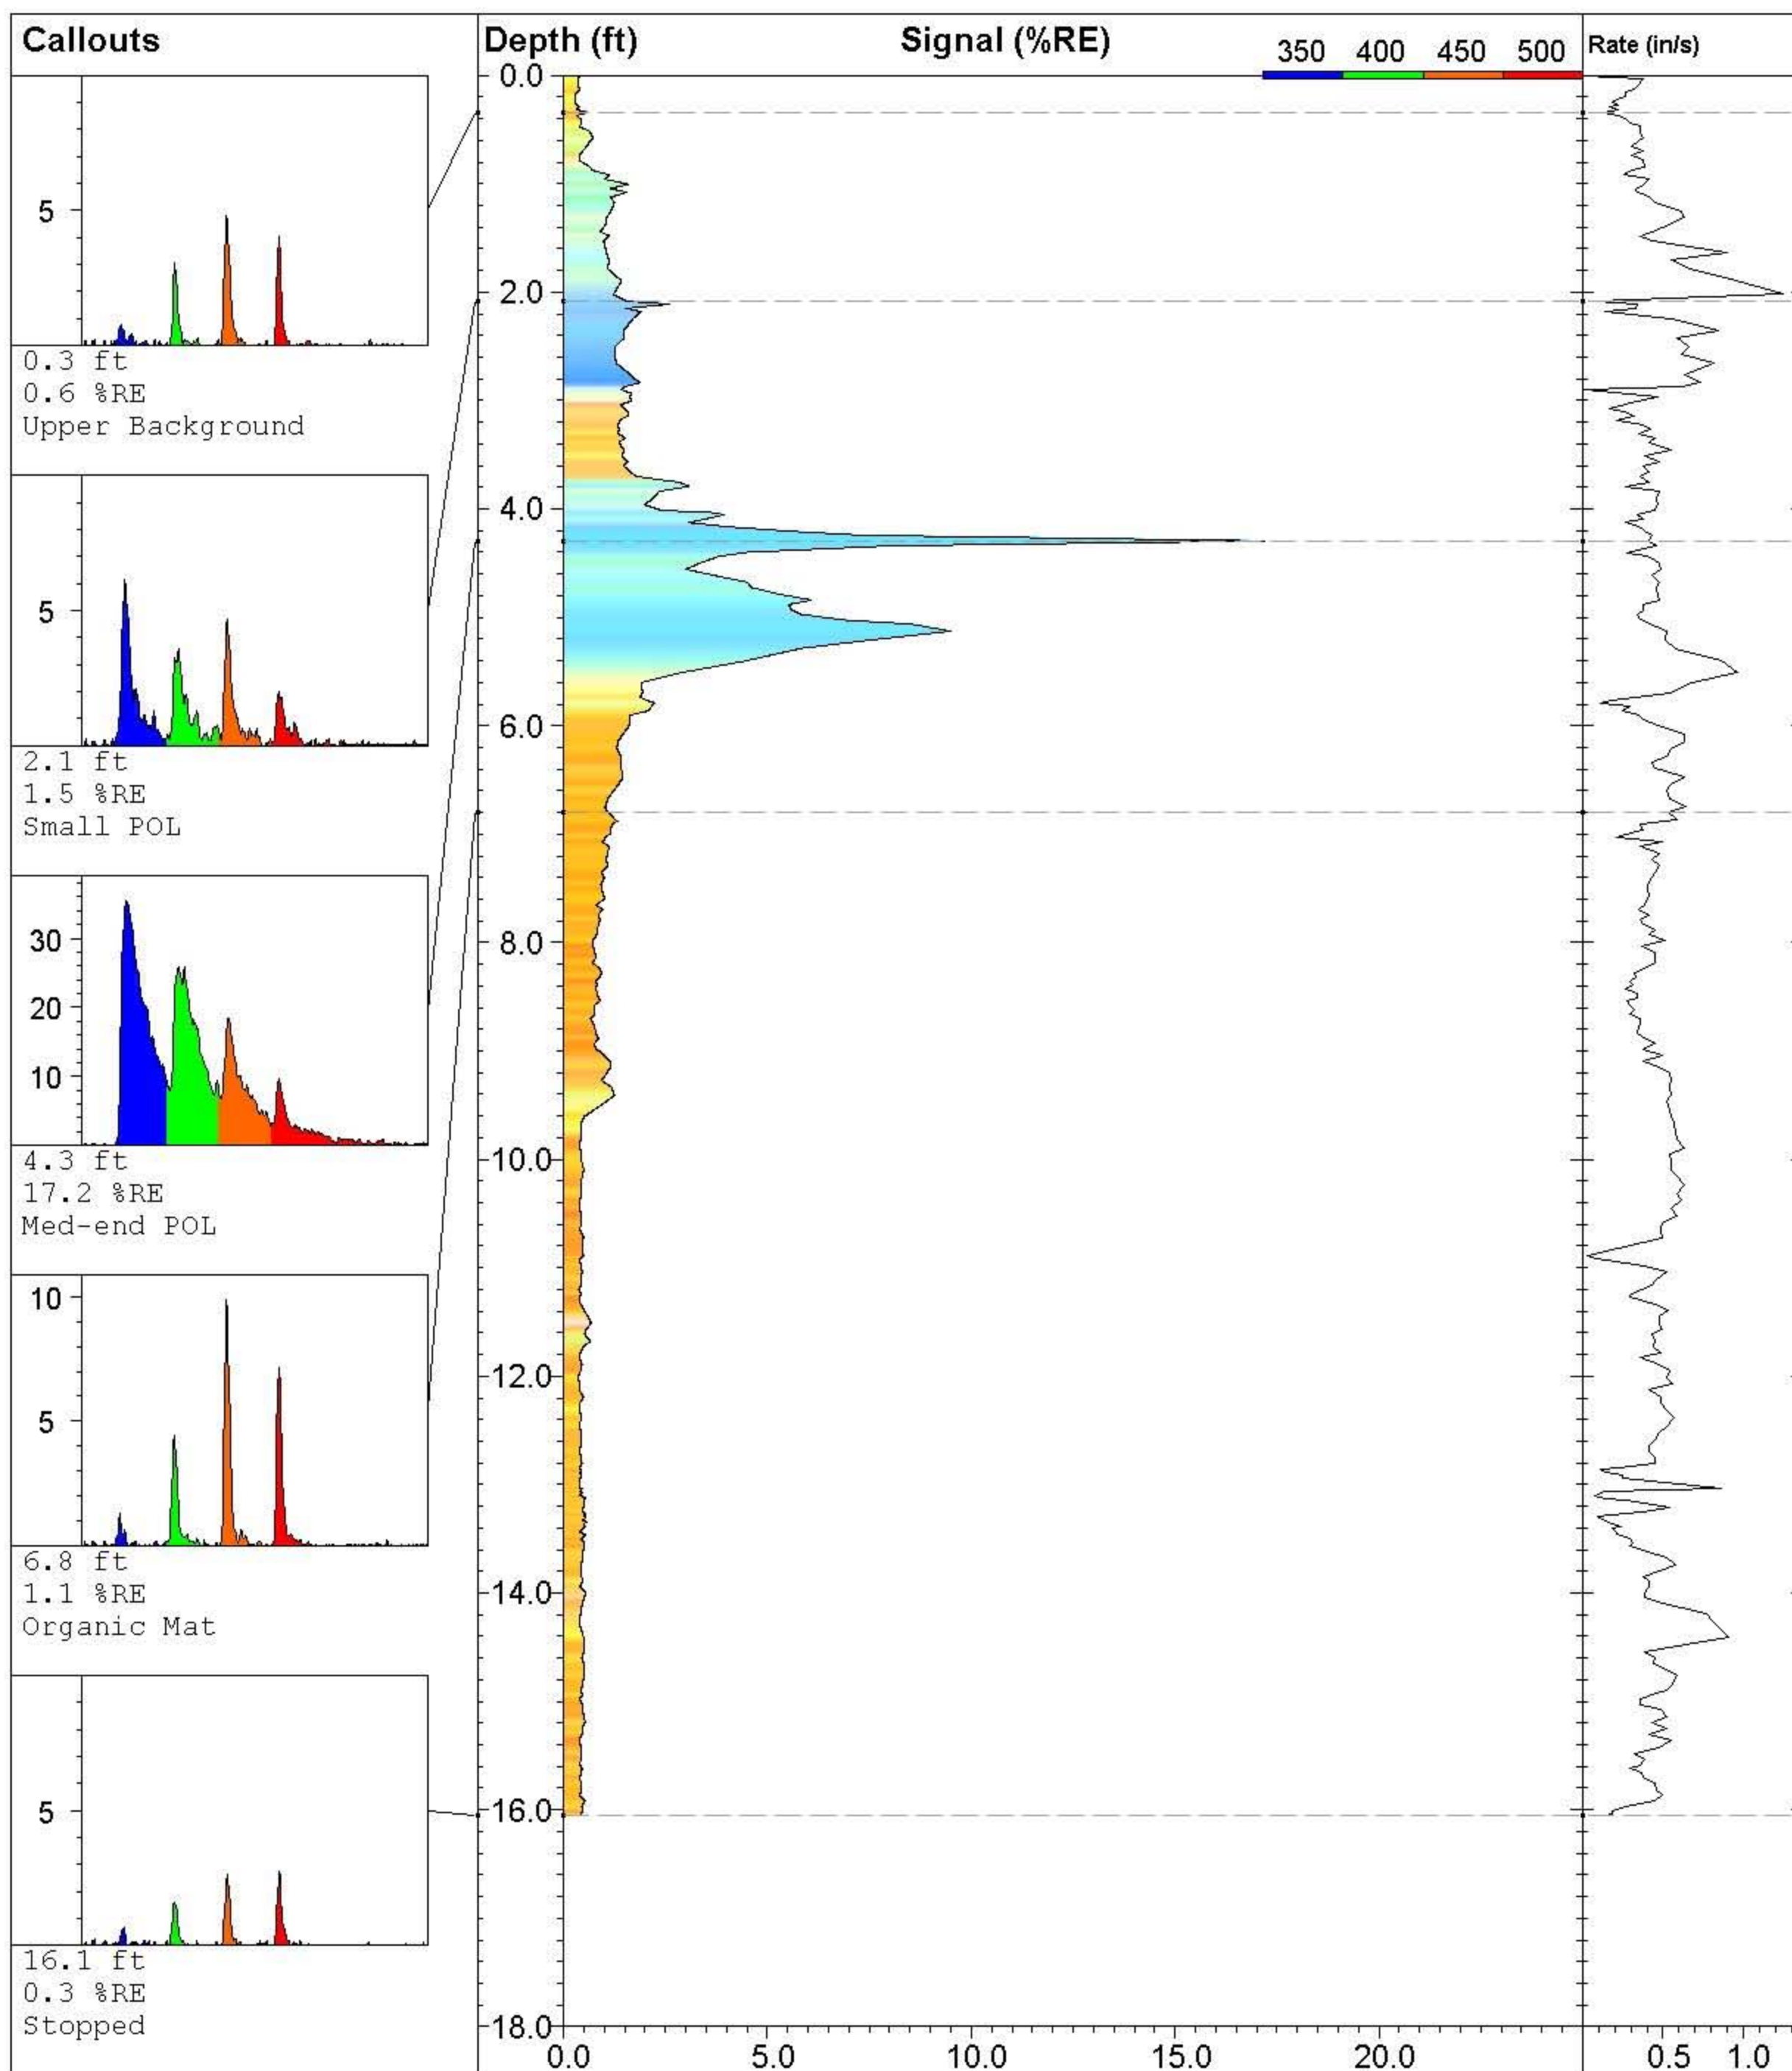 Callouts
Depth (ft)
Signal (%RE)
350 400 450 500
Rate (in/s)
5
0.3 ft
0.6 %RE
Upper Background
5
2.1 ft
1.5 %RE
Small POL
30
20
10
4.3 ft
17.2 %RE
Med-end POL
10
5
6.8 ft
1.1 %RE
Organic Mat
5
16.1 ft
0.3 %RE
Stopped
0.0
2.0
4.0
6.0
8.0
10.0
12.0
14.0
16.0
18.0
0.0 5.0 10.0 15.0 20.0
0.5 1.0